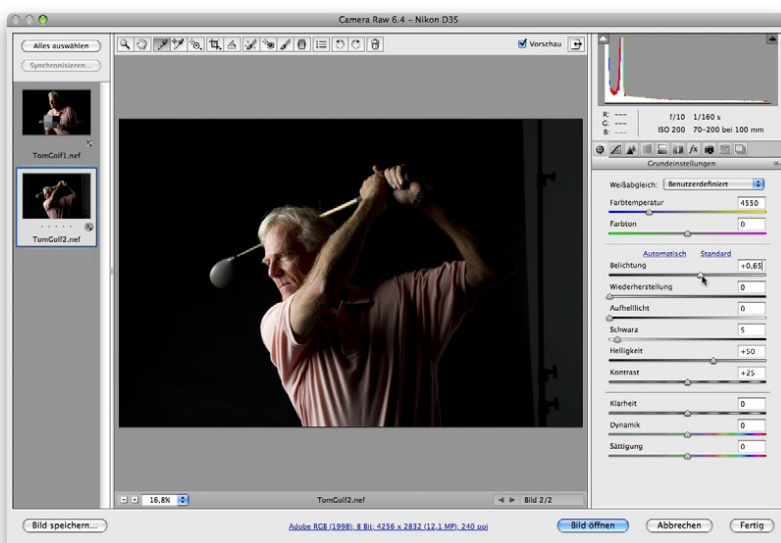 Camera Raw 6.4 – Nikon D3S
Alles auswählen
Synchronisieren...
TomGolf1.nef
TomGolf2.nef
Vorschau
R: ---
G: ---
B: ---
f/10 1/160 s
ISO 200 70-200 bei 100 mm
Grundeinstellungen
Weißabgleich: Benutzerdefiniert
Farbtemperatur 4550
Farbton 0
Automatisch Standard
Belichtung +0,65
Wiederherstellung 0
Aufhelllicht 0
Schwarz 5
Helligkeit +50
Kontrast +25
Klarheit 0
Dynamik 0
Sättigung 0
16,8% TomGolf2.nef Bild 2/2
Bild speichern... Adobe RGB (1998); 8 Bit; 4256 x 2832 (12,1 MP); 240 ppi Bild öffnen Abbrechen Fertig